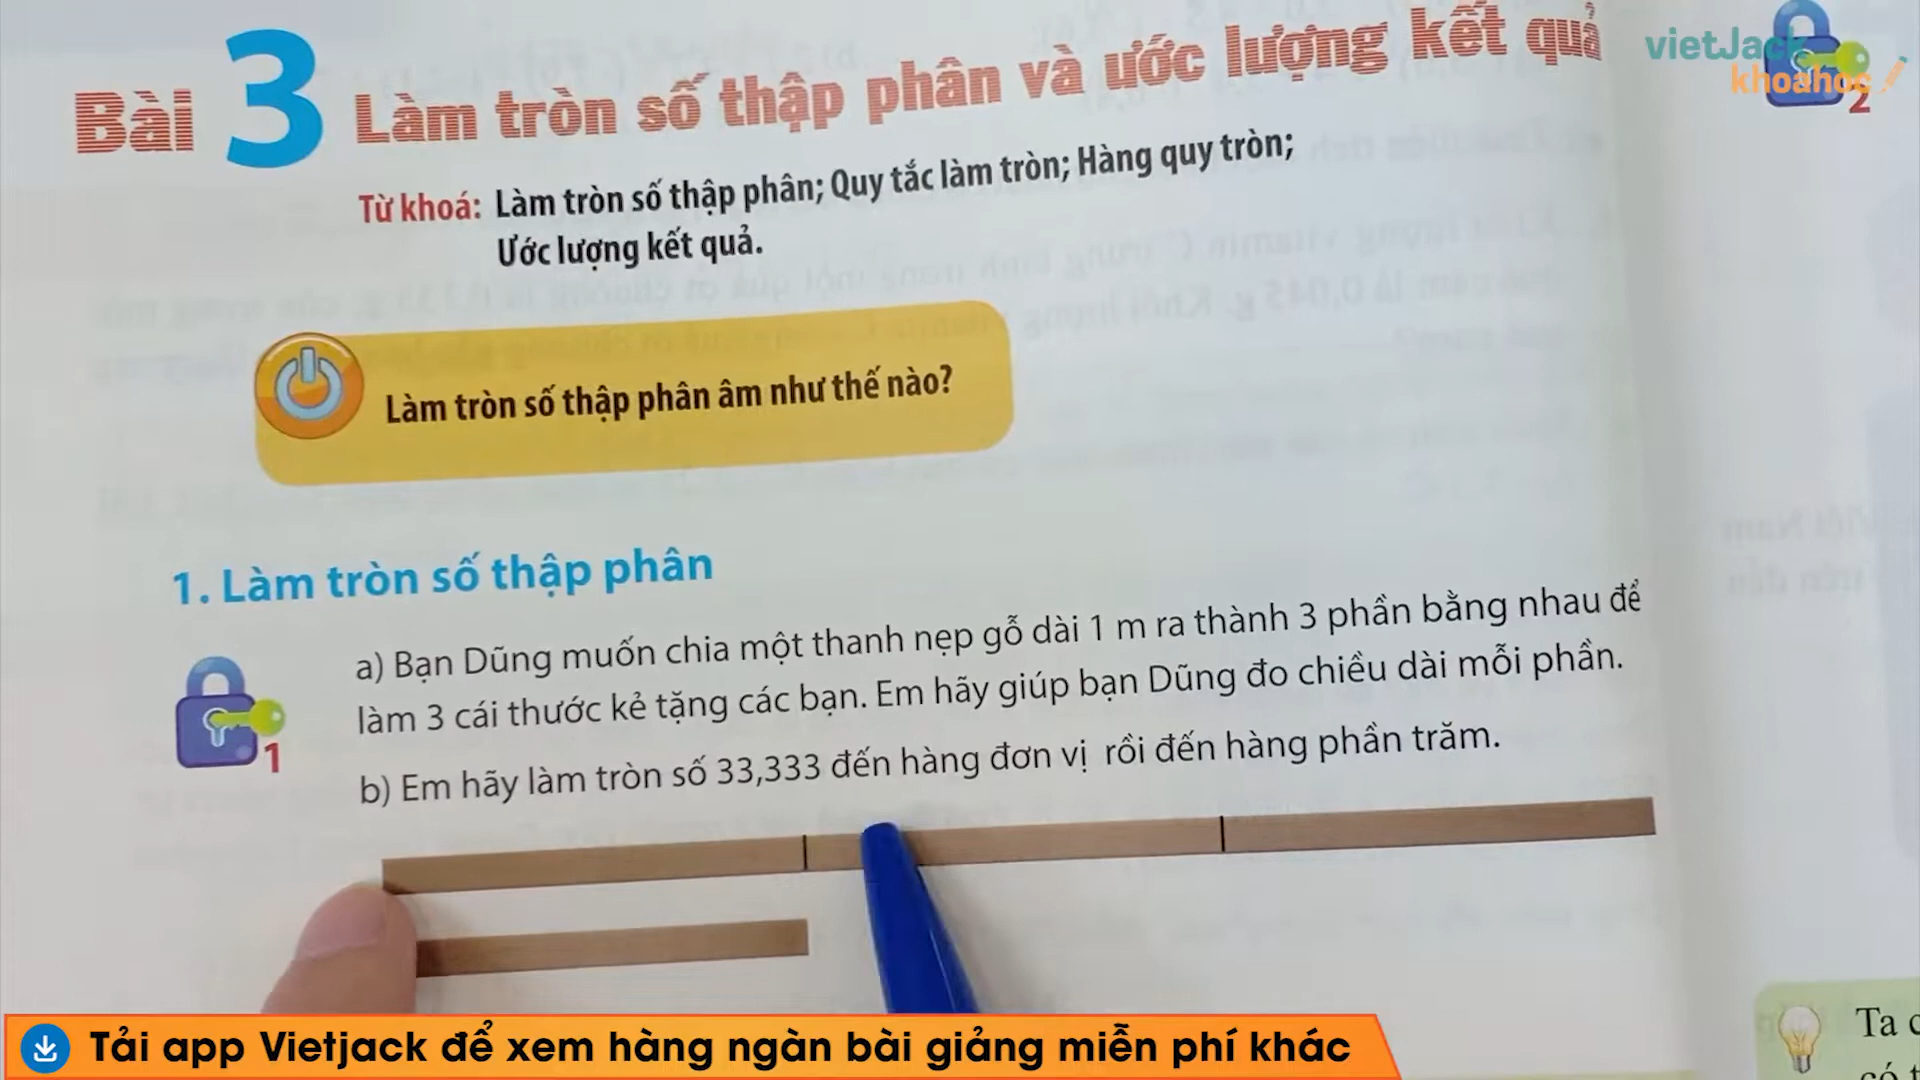 vietJack
khoahoc
2
Bài 3 Làm tròn số thập phân và ước lượng kết quả
Từ khoá: Làm tròn số thập phân; Quy tắc làm tròn; Hàng quy tròn;
Ước lượng kết quả.
Làm tròn số thập phân âm như thế nào?
1. Làm tròn số thập phân
1
a) Bạn Dũng muốn chia một thanh nẹp gỗ dài 1 m ra thành 3 phần bằng nhau để
làm 3 cái thước kẻ tặng các bạn. Em hãy giúp bạn Dũng đo chiều dài mỗi phần.
b) Em hãy làm tròn số 33,333 đến hàng đơn vị rồi đến hàng phần trăm.
Ta
có
Tải app Vietjack để xem hàng ngàn bài giảng miễn phí khác